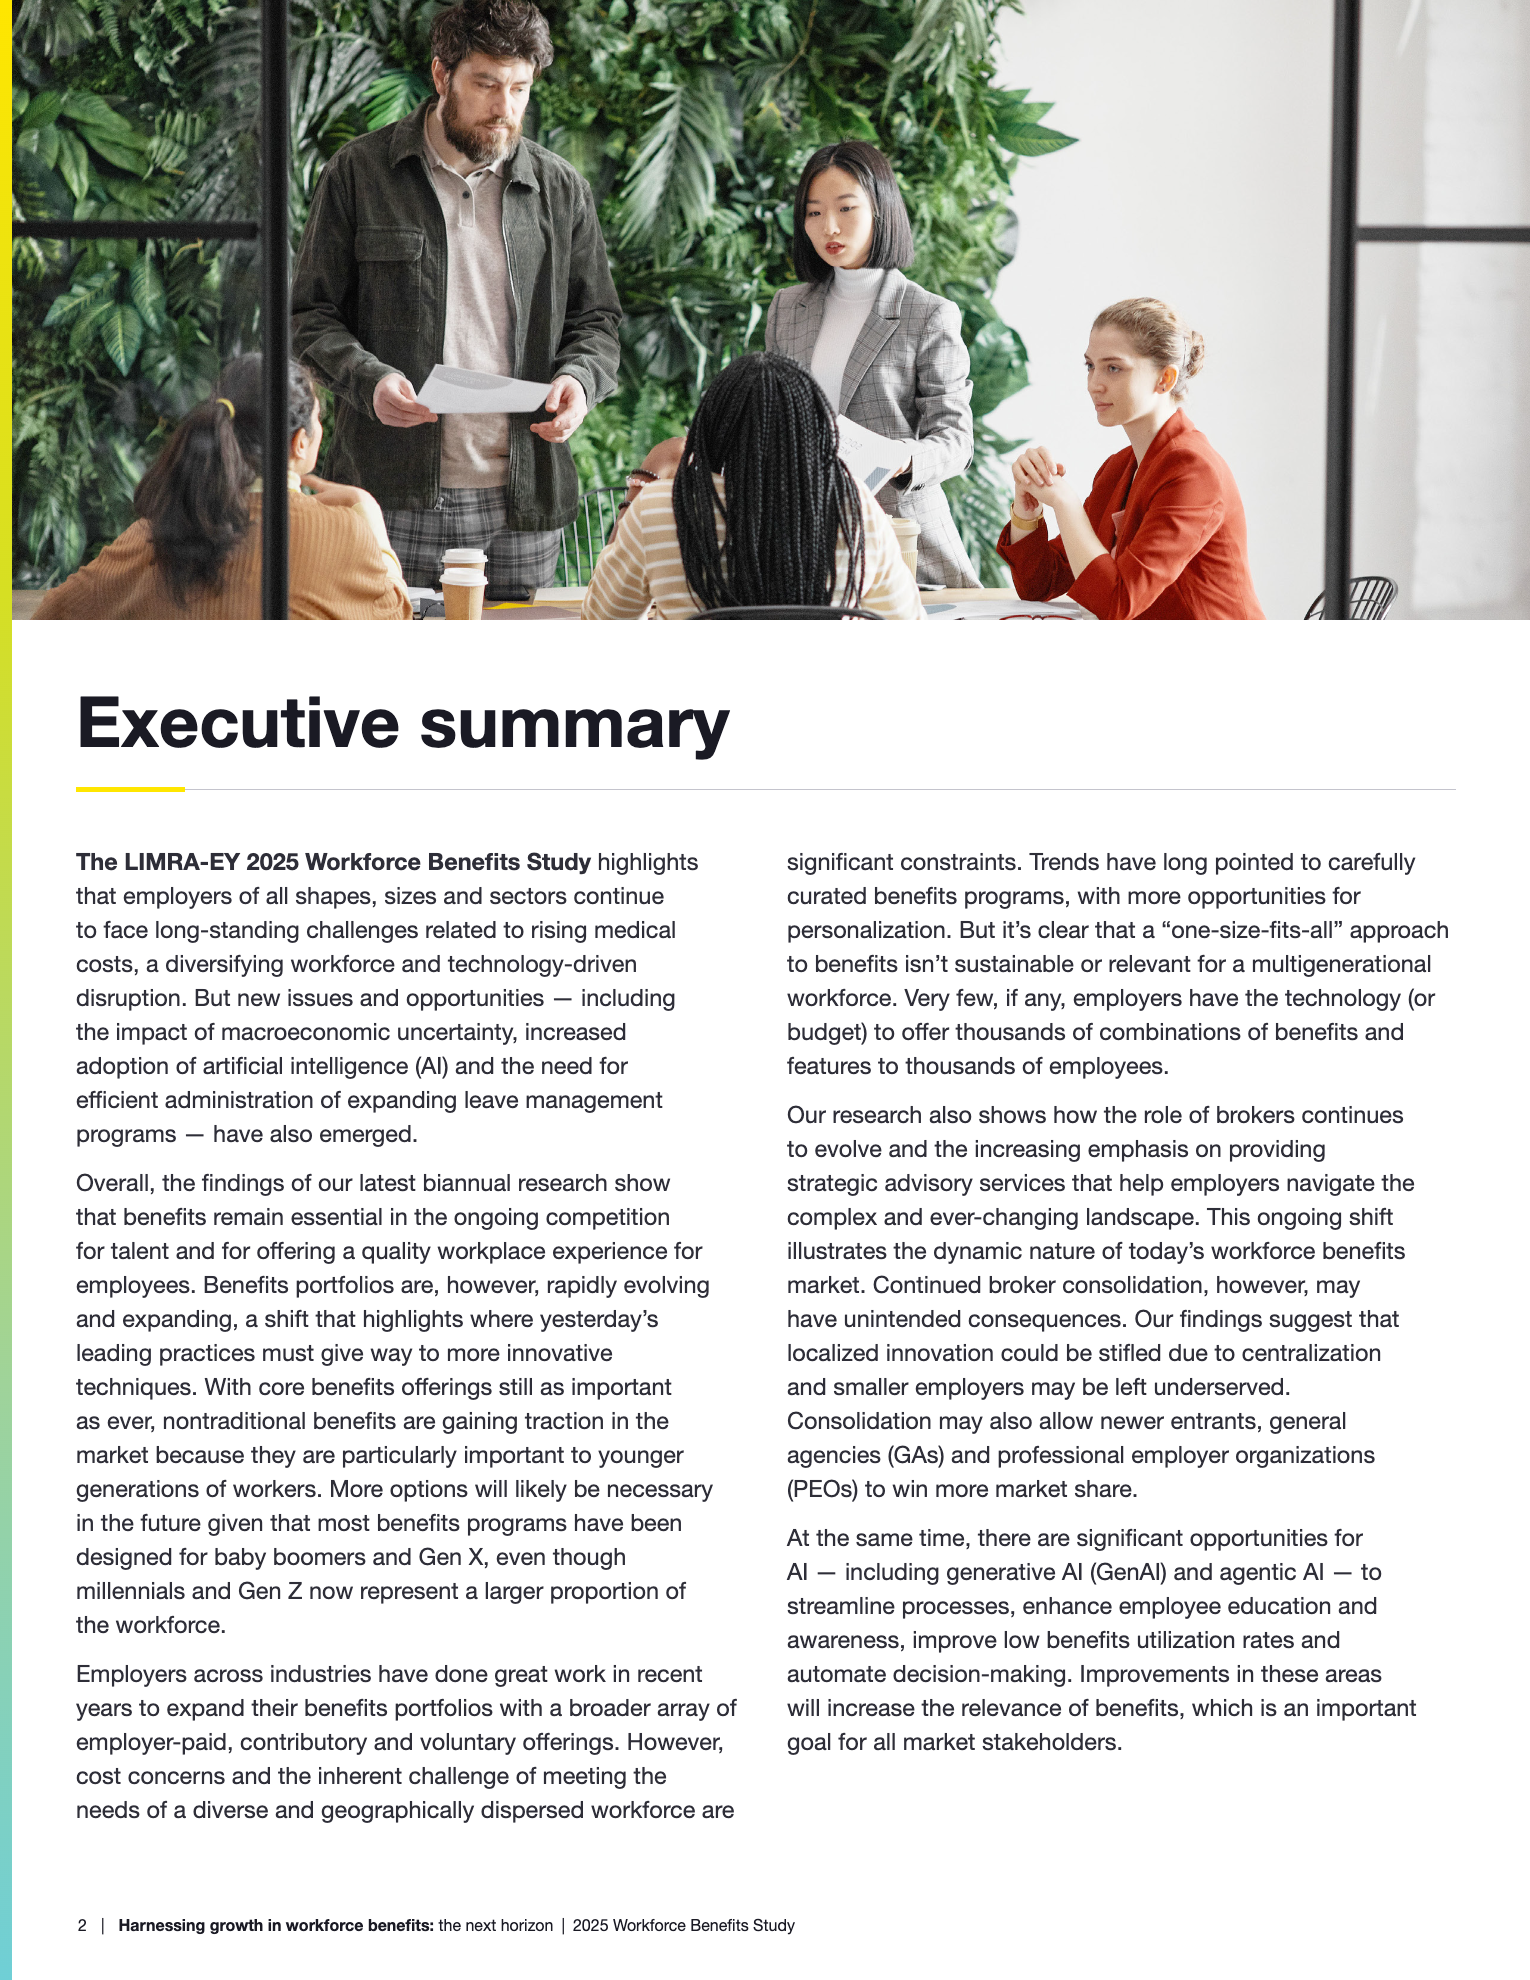 Executive summary
The LIMRA-EY 2025 Workforce Benefits Study highlights
that employers of all shapes, sizes and sectors continue
to face long-standing challenges related to rising medical
costs, a diversifying workforce and technology-driven
disruption. But new issues and opportunities — including
the impact of macroeconomic uncertainty, increased
adoption of artificial intelligence (AI) and the need for
efficient administration of expanding leave management
programs — have also emerged.
Overall, the findings of our latest biannual research show
that benefits remain essential in the ongoing competition
for talent and for offering a quality workplace experience for
employees. Benefits portfolios are, however, rapidly evolving
and expanding, a shift that highlights where yesterday’s
leading practices must give way to more innovative
techniques. With core benefits offerings still as important
as ever, nontraditional benefits are gaining traction in the
market because they are particularly important to younger
generations of workers. More options will likely be necessary
in the future given that most benefits programs have been
designed for baby boomers and Gen X, even though
millennials and Gen Z now represent a larger proportion of
the workforce.
Employers across industries have done great work in recent
years to expand their benefits portfolios with a broader array of
employer-paid, contributory and voluntary offerings. However,
cost concerns and the inherent challenge of meeting the
needs of a diverse and geographically dispersed workforce are
significant constraints. Trends have long pointed to carefully
curated benefits programs, with more opportunities for
personalization. But it’s clear that a “one-size-fits-all” approach
to benefits isn’t sustainable or relevant for a multigenerational
workforce. Very few, if any, employers have the technology (or
budget) to offer thousands of combinations of benefits and
features to thousands of employees.
Our research also shows how the role of brokers continues
to evolve and the increasing emphasis on providing
strategic advisory services that help employers navigate the
complex and ever-changing landscape. This ongoing shift
illustrates the dynamic nature of today’s workforce benefits
market. Continued broker consolidation, however, may
have unintended consequences. Our findings suggest that
localized innovation could be stifled due to centralization
and smaller employers may be left underserved.
Consolidation may also allow newer entrants, general
agencies (GAs) and professional employer organizations
(PEOs) to win more market share.
At the same time, there are significant opportunities for
AI — including generative AI (GenAI) and agentic AI — to
streamline processes, enhance employee education and
awareness, improve low benefits utilization rates and
automate decision-making. Improvements in these areas
will increase the relevance of benefits, which is an important
goal for all market stakeholders.
2 | Harnessing growth in workforce benefits: the next horizon | 2025 Workforce Benefits Study